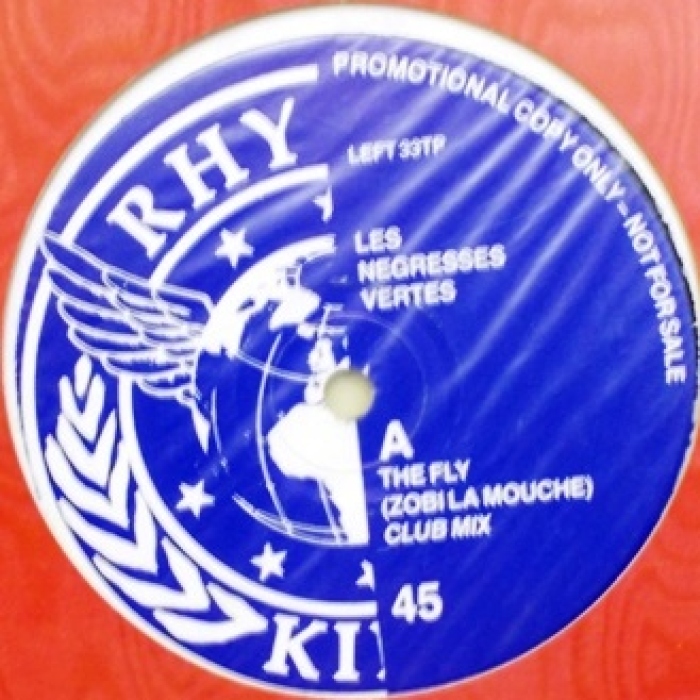 PROMOTIONAL COPY ONLY - NOT FOR SALE
RHY
LEFT 33TP
LES
NEGRESSES
VERTES
A
THE FLY
(ZOBI LA MOUCHE)
CLUB MIX
45
KI